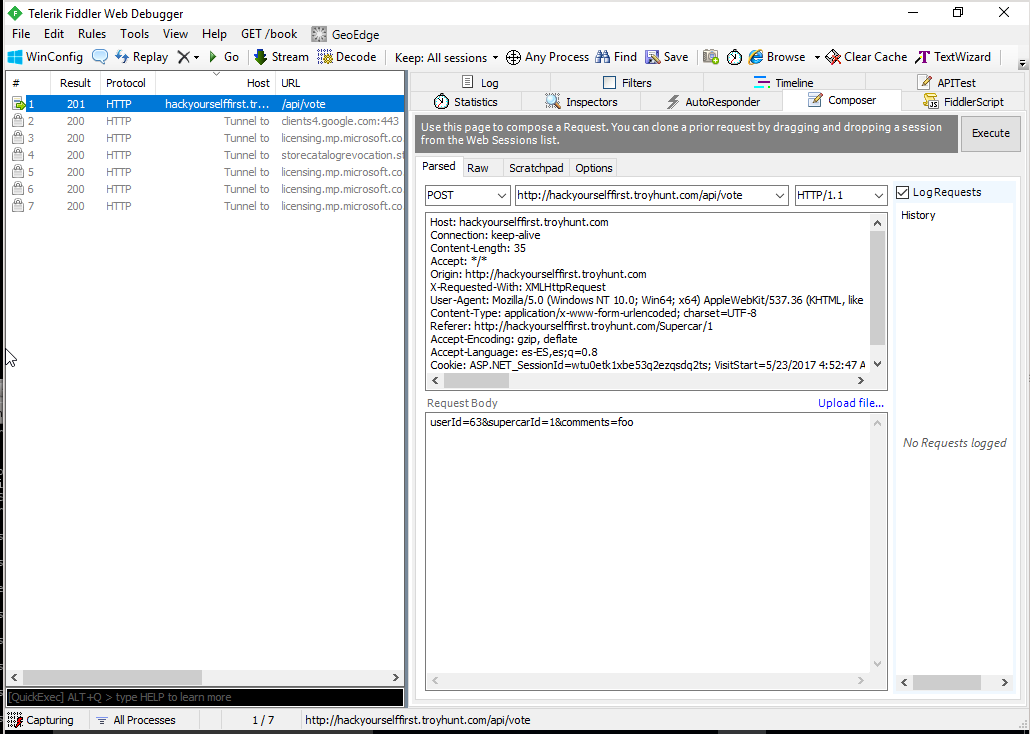 Telerik Fiddler Web Debugger
File Edit Rules Tools View Help GET /book GeoEdge
WinConfig Replay Go Stream Decode Keep: All sessions Any Process Find Save Browse Clear Cache TextWizard
# Result Protocol Host URL
1 201 HTTP hackyourselffirst.tr... /api/vote
2 200 HTTP Tunnel to clients4.google.com:443
3 200 HTTP Tunnel to licensing.mp.microsoft.co
4 200 HTTP Tunnel to storecatalogrevocation.st
5 200 HTTP Tunnel to licensing.mp.microsoft.co
6 200 HTTP Tunnel to licensing.mp.microsoft.co
7 200 HTTP Tunnel to licensing.mp.microsoft.co
[QuickExec] ALT+Q > type HELP to learn more
Log Filters Timeline APITest
Statistics Inspectors AutoResponder Composer FiddlerScript
Use this page to compose a Request. You can clone a prior request by dragging and dropping a session
from the Web Sessions list.
Execute
Parsed Raw Scratchpad Options
POST http://hackyourselffirst.troyhunt.com/api/vote HTTP/1.1
Host: hackyourselffirst.troyhunt.com
Connection: keep-alive
Content-Length: 35
Accept: */*
Origin: http://hackyourselffirst.troyhunt.com
X-Requested-With: XMLHttpRequest
User-Agent: Mozilla/5.0 (Windows NT 10.0; Win64; x64) AppleWebKit/537.36 (KHTML, like
Content-Type: application/x-www-form-urlencoded; charset=UTF-8
Referer: http://hackyourselffirst.troyhunt.com/Supercar/1
Accept-Encoding: gzip, deflate
Accept-Language: es-ES,es;q=0.8
Cookie: ASP.NET_SessionId=wtu0etk1xbe53q2ezqsdq2ts; VisitStart=5/23/2017 4:52:47 A
Request Body Upload file...
userId=63&supercarId=1&comments=foo
Log Requests
History
No Requests logged
Capturing All Processes 1 / 7 http://hackyourselffirst.troyhunt.com/api/vote